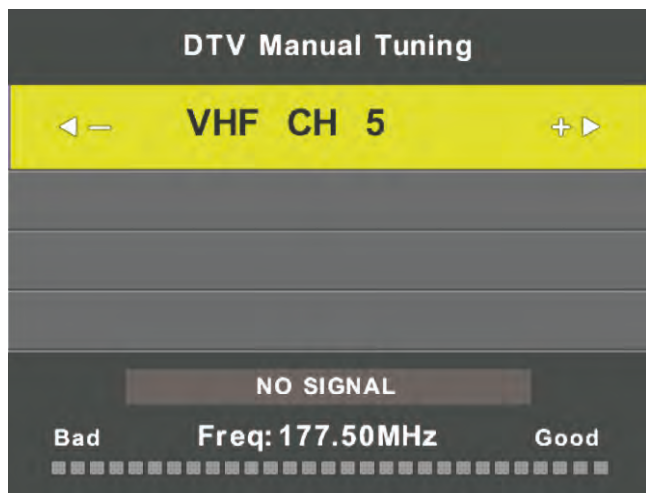 DTV Manual Tuning
− VHF CH 5 +
NO SIGNAL
Bad Freq: 177.50MHz Good